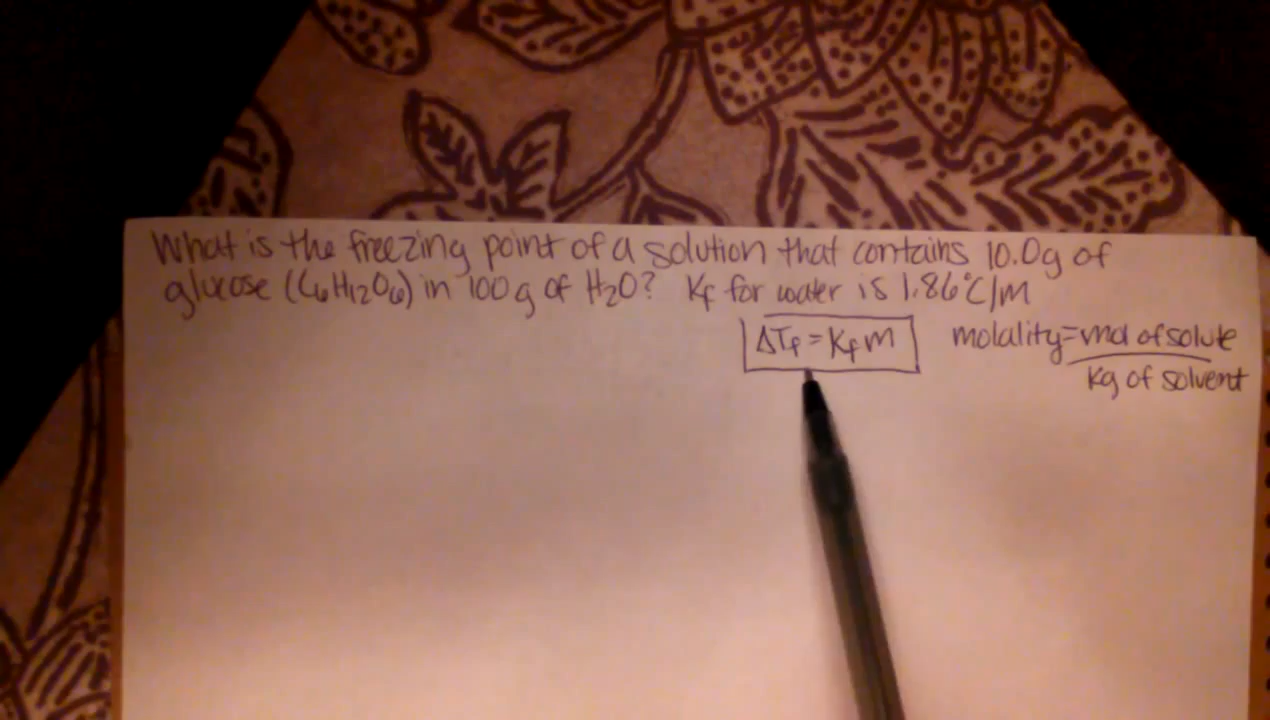 What is the freezing point of a solution that contains 10.0g of
glucose (C6H12O6) in 100g of H2O? Kf for water is 1.86°C/m
ΔTf = Kfm
molality = mol of solute
kg of solvent